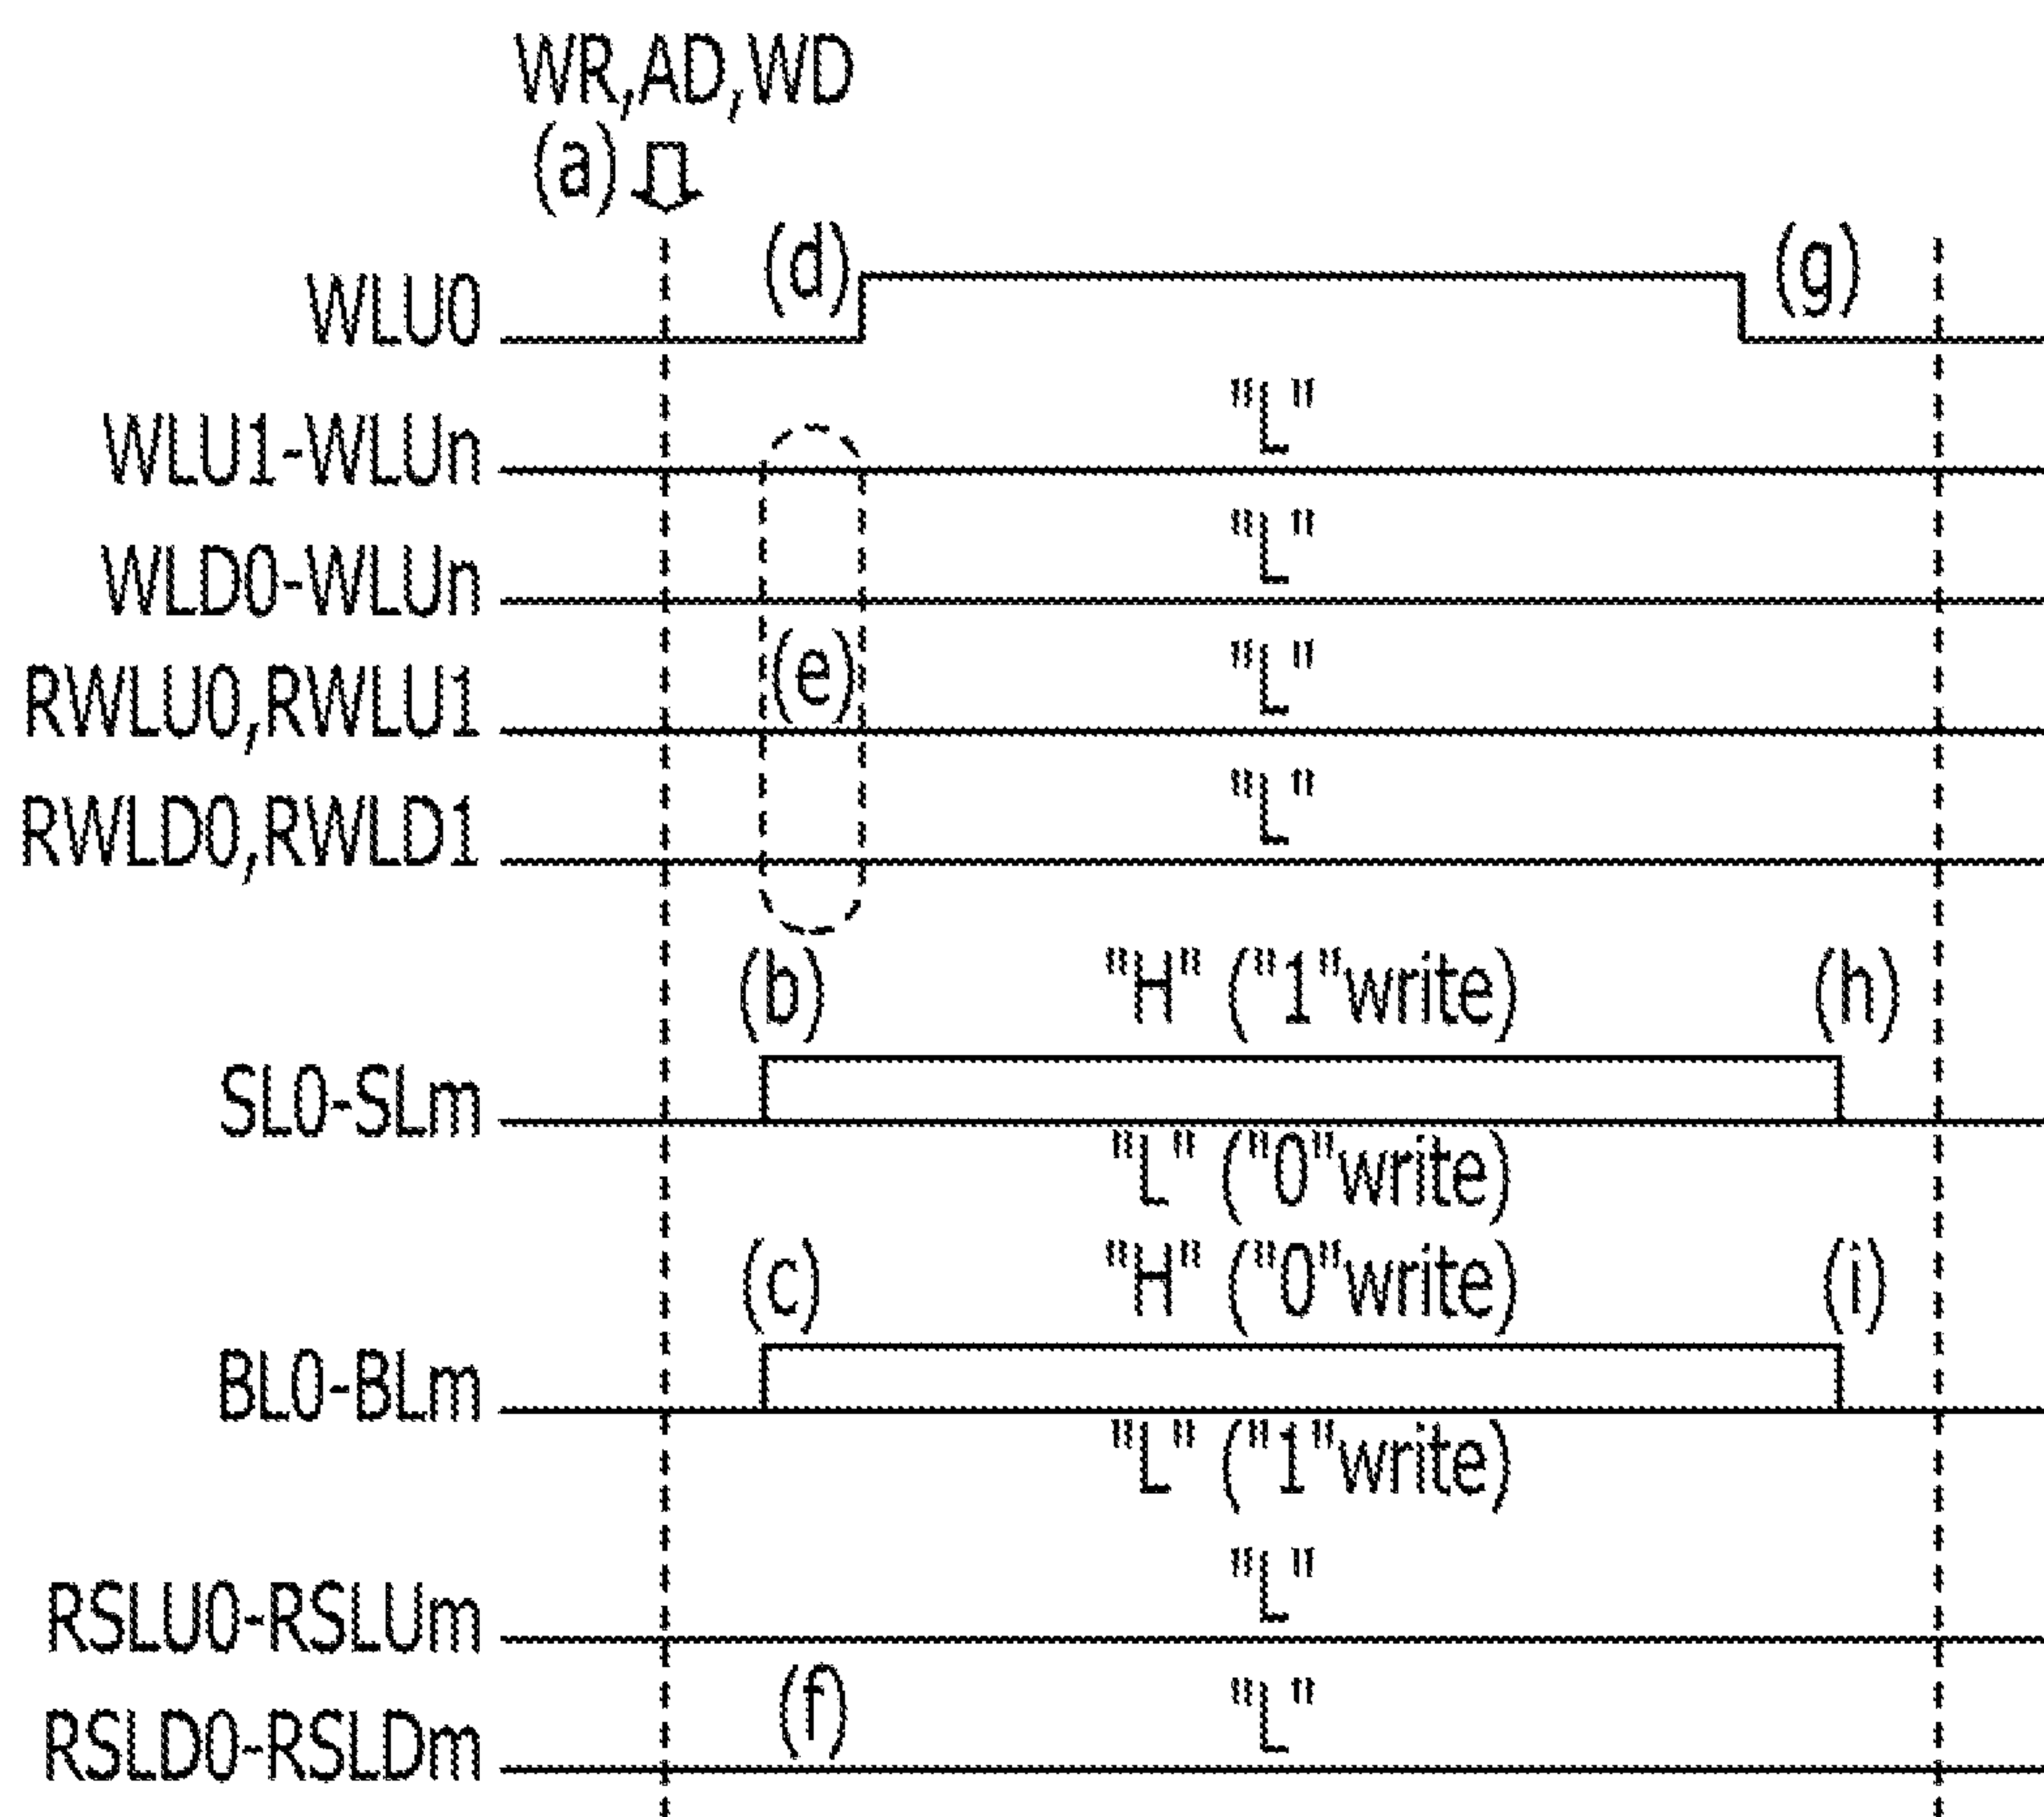 WR,AD,WD
(a)
(d) (g)
WLU0
"L"
WLU1-WLUn
"L"
WLD0-WLUn
(e) "L"
RWLU0,RWLU1
"L"
RWLD0,RWLD1
(b) "H" ("1"write) (h)
SL0-SLm
"L" ("0"write)
(c) "H" ("0"write) (i)
BL0-BLm
"L" ("1"write)
"L"
RSLU0-RSLUm
(f) "L"
RSLD0-RSLDm